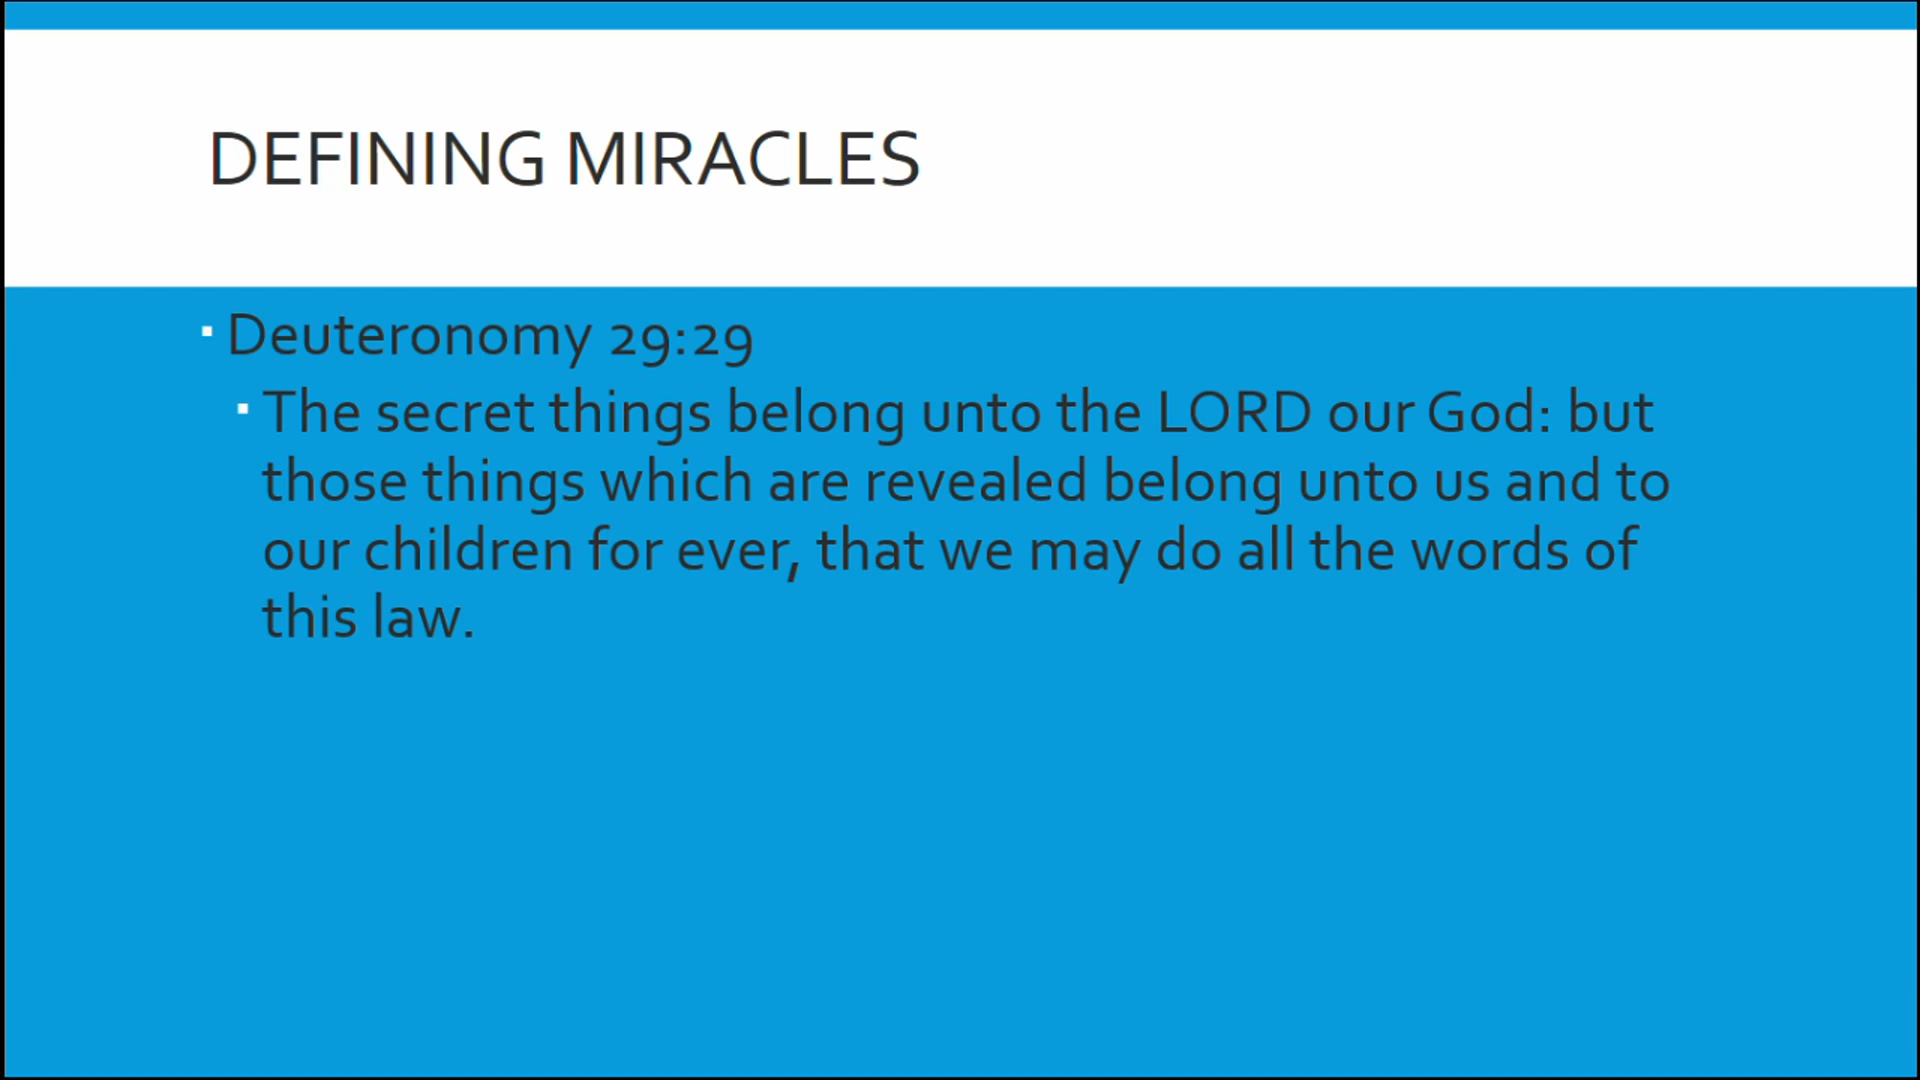 DEFINING MIRACLES
Deuteronomy 29:29
The secret things belong unto the LORD our God: but
those things which are revealed belong unto us and to
our children for ever, that we may do all the words of
this law.